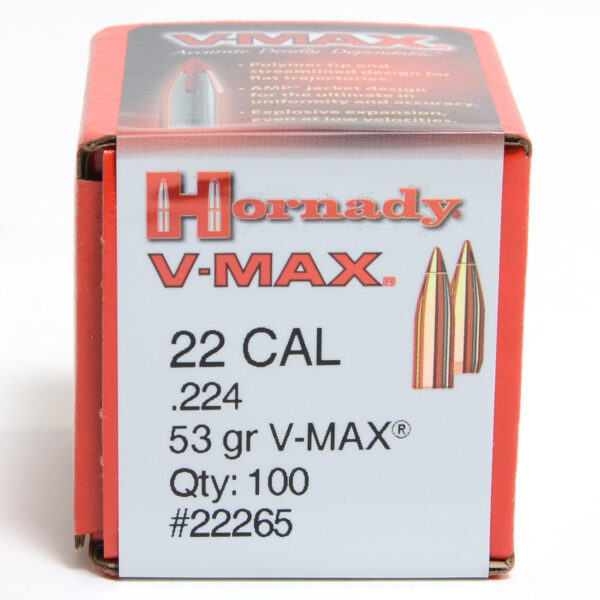 V-MAX®
Accurate. Deadly. Dependable.™
• Polymer tip and
streamlined design for
flat trajectories.
• AMP™ jacket design
for the ultimate in
uniformity and accuracy.
• Explosive expansion,
even at low velocities.
Hornady®
V-MAX®
22 CAL
.224
53 gr V-MAX®
Qty: 100
#22265